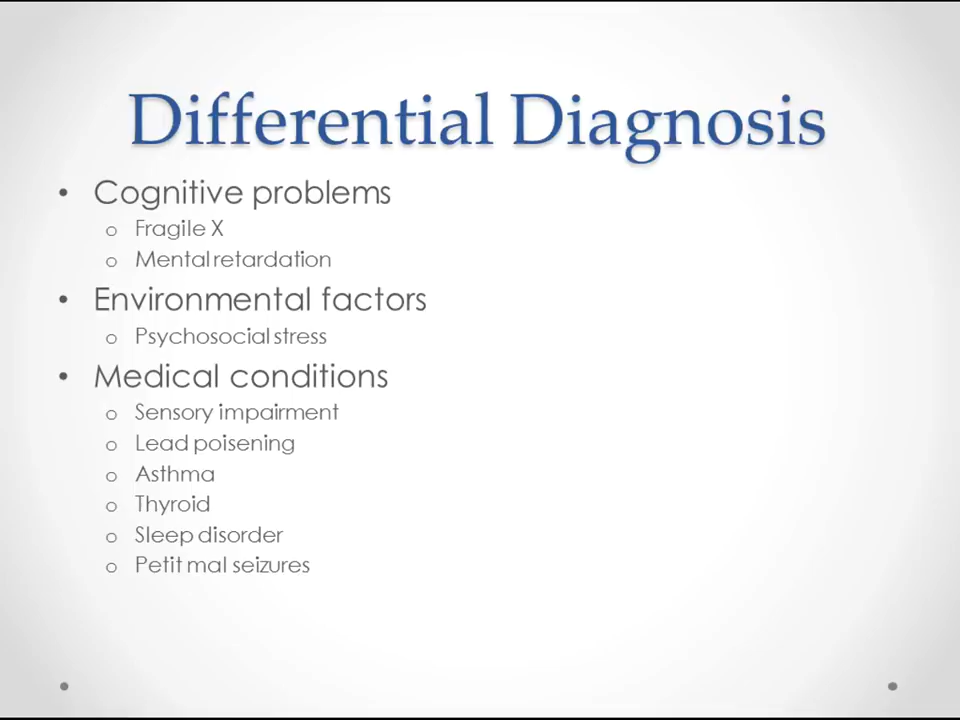 Differential Diagnosis
• Cognitive problems
o Fragile X
o Mental retardation
• Environmental factors
o Psychosocial stress
• Medical conditions
o Sensory impairment
o Lead poisening
o Asthma
o Thyroid
o Sleep disorder
o Petit mal seizures